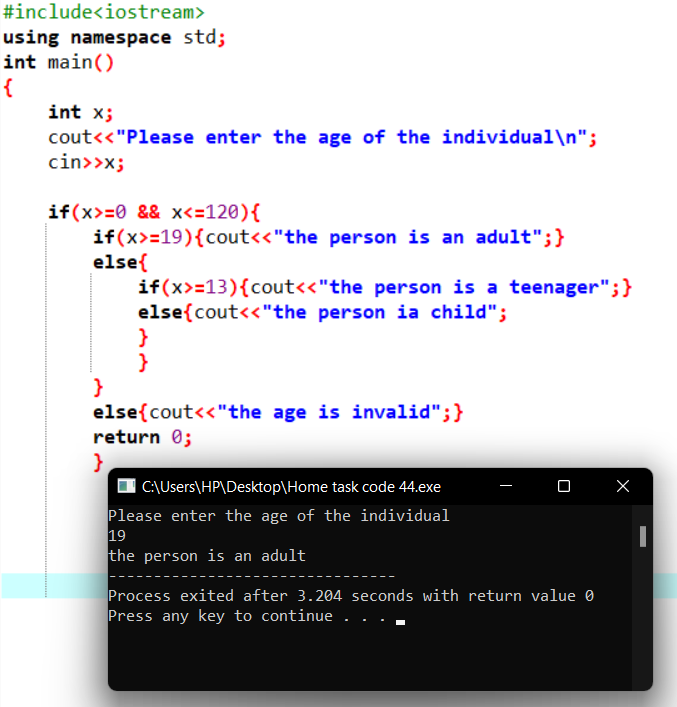 #include<iostream>
using namespace std;
int main()
{
int x;
cout<<"Please enter the age of the individual\n";
cin>>x;
if(x>=0 && x<=120){
if(x>=19){cout<<"the person is an adult";}
else{
if(x>=13){cout<<"the person is a teenager";}
else{cout<<"the person ia child";
}
}
}
else{cout<<"the age is invalid";}
return 0;
}
C:\Users\HP\Desktop\Home task code 44.exe
Please enter the age of the individual
19
the person is an adult
--------------------------------
Process exited after 3.204 seconds with return value 0
Press any key to continue . . .